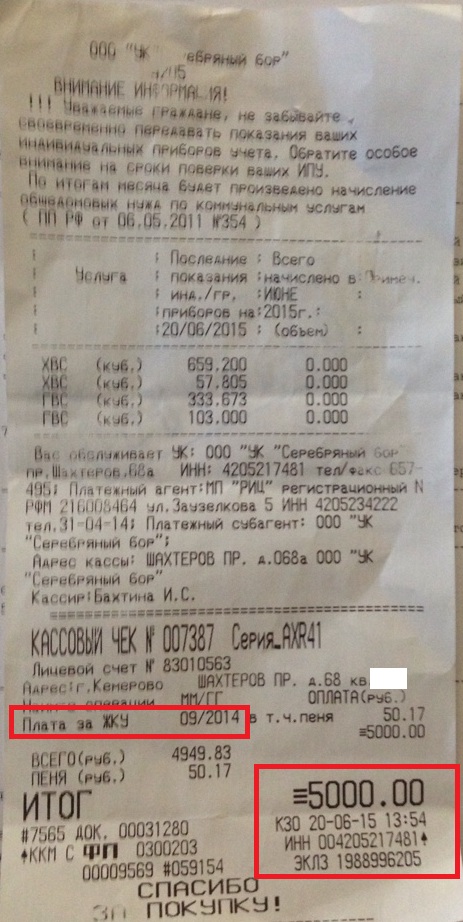 ООО "УК "Серебряный бор"
ВНИМАНИЕ ИНФОРМАЦИЯ!
!!! Уважаемые граждане, не забывайте
своевременно передавать показания ваших
индивидуальных приборов учета. Обратите особое
внимание на сроки поверки ваших ИПУ.
По итогам месяца будет произведено начисление
общедомовых нужд по коммунальным услугам
( ПП РФ от 06.05.2011 №354 )
Услуга : Последние показания инд./гр. приборов на 20/06/2015 : Всего начислено в ИЮНЕ 2015г.: (объем) : Примеч.
ХВС (куб.) 659.200 0.000
ХВС (куб.) 57.805 0.000
ГВС (куб.) 333.673 0.000
ГВС (куб.) 103.000 0.000
Вас обслуживает УК: ООО "УК "Серебряный бор
пр.Шахтеров,68а ИНН: 4205217481 тел/факс 657-
495; Платежный агент:МП "РИЦ" регистрационный N
РФМ 216008464 ул.Заузелкова 5 ИНН 4205234222
тел.31-04-14; Платежный субагент: ООО "УК
"Серебряный бор";
Адрес кассы: ШАХТЕРОВ ПР. д.068а ООО "УК
"Серебряный бор"
Кассир:Бахтина И.С.
КАССОВЫЙ ЧЕК № 007387 Серия_AXR41
Лицевой счет № 83010563
Адрес:г.Кемерово ШАХТЕРОВ ПР. д.68 кв
операции ММ/ГГ ОПЛАТА(руб.)
Плата за ЖКУ 09/2014 в т.ч.пеня 50.17
≡5000.00
ВСЕГО(руб.) 4949.83
ПЕНЯ (руб.) 50.17
ИТОГ ≡5000.00
#7565 ДОК. 00031280 К30 20-06-15 13:54
♠ККМ С ФП 0300203 ИНН 004205217481♠
00009569 #059154 ЭКЛЗ 1988996205
СПАСИБО
ЗА ПОКУПКУ!